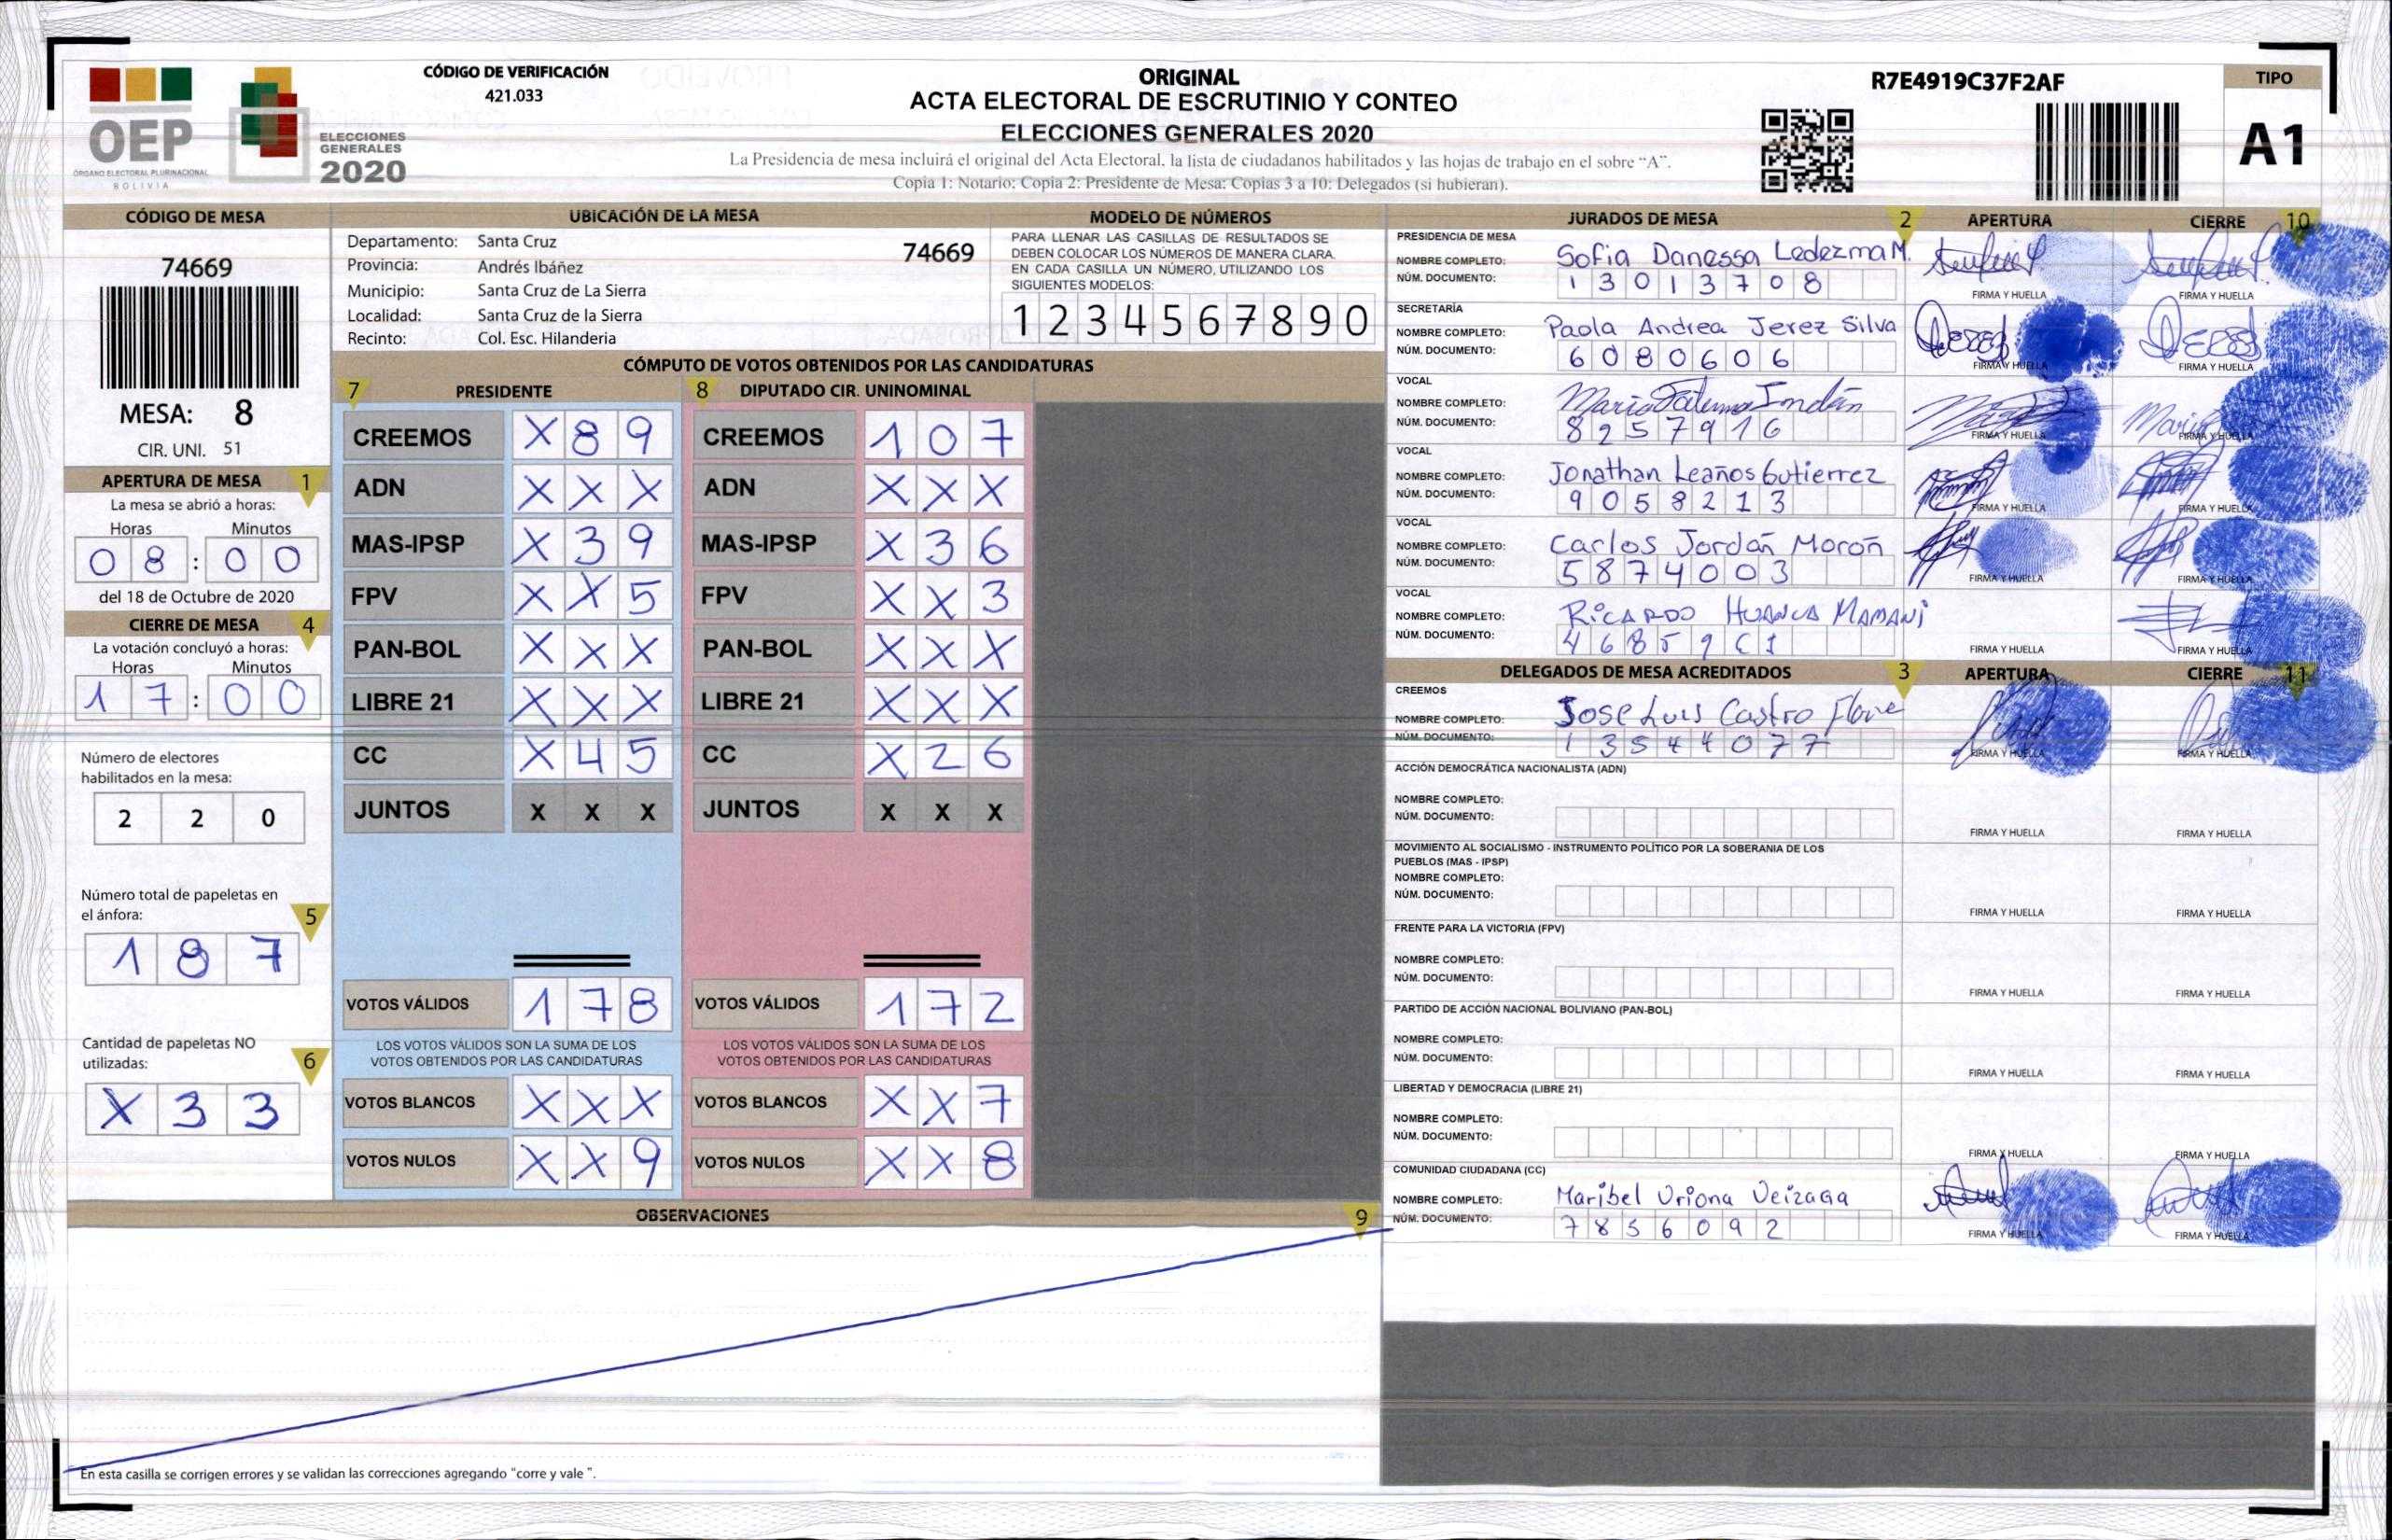 CÓDIGO DE VERIFICACIÓN
421.033
ORIGINAL
ACTA ELECTORAL DE ESCRUTINIO Y CONTEO
ELECCIONES GENERALES 2020
La Presidencia de mesa incluirá el original del Acta Electoral, la lista de ciudadanos habilitados y las hojas de trabajo en el sobre "A".
Copia 1: Notario; Copia 2: Presidente de Mesa; Copias 3 a 10: Delegados (si hubieran).
R7E4919C37F2AF
TIPO
A1
OEP
ÓRGANO ELECTORAL PLURINACIONAL
BOLIVIA
ELECCIONES
GENERALES
2020
CÓDIGO DE MESA
74669
MESA: 8
CIR. UNI. 51
APERTURA DE MESA 1
La mesa se abrió a horas:
Horas Minutos
0 8 : 0 0
del 18 de Octubre de 2020
CIERRE DE MESA 4
La votación concluyó a horas:
Horas Minutos
1 7 : 0 0
Número de electores
habilitados en la mesa:
2 2 0
Número total de papeletas en
el ánfora: 5
1 8 7
Cantidad de papeletas NO
utilizadas: 6
X 3 3
UBICACIÓN DE LA MESA
Departamento: Santa Cruz 74669
Provincia: Andrés Ibáñez
Municipio: Santa Cruz de La Sierra
Localidad: Santa Cruz de la Sierra
Recinto: Col. Esc. Hilanderia
MODELO DE NÚMEROS
PARA LLENAR LAS CASILLAS DE RESULTADOS SE
DEBEN COLOCAR LOS NÚMEROS DE MANERA CLARA.
EN CADA CASILLA UN NÚMERO, UTILIZANDO LOS
SIGUIENTES MODELOS:
1 2 3 4 5 6 7 8 9 0
CÓMPUTO DE VOTOS OBTENIDOS POR LAS CANDIDATURAS
7 PRESIDENTE 8 DIPUTADO CIR. UNINOMINAL
CREEMOS X 8 9 CREEMOS 1 0 7
ADN X X X ADN X X X
MAS-IPSP X 3 9 MAS-IPSP X 3 6
FPV X X 5 FPV X X 3
PAN-BOL X X X PAN-BOL X X X
LIBRE 21 X X X LIBRE 21 X X X
CC X 4 5 CC X 2 6
JUNTOS X X X JUNTOS X X X
VOTOS VÁLIDOS 1 7 8 VOTOS VÁLIDOS 1 7 2
LOS VOTOS VÁLIDOS SON LA SUMA DE LOS LOS VOTOS VÁLIDOS SON LA SUMA DE LOS
VOTOS OBTENIDOS POR LAS CANDIDATURAS VOTOS OBTENIDOS POR LAS CANDIDATURAS
VOTOS BLANCOS X X X VOTOS BLANCOS X X 7
VOTOS NULOS X X 9 VOTOS NULOS X X 8
OBSERVACIONES 9
En esta casilla se corrigen errores y se validan las correcciones agregando "corre y vale ".
JURADOS DE MESA 2 APERTURA CIERRE 10
PRESIDENCIA DE MESA
NOMBRE COMPLETO: Sofia Danessa Ledezma M.
NÚM. DOCUMENTO: 1 3 0 1 3 7 0 8
FIRMA Y HUELLA FIRMA Y HUELLA
SECRETARÍA
NOMBRE COMPLETO: Paola Andrea Jerez Silva
NÚM. DOCUMENTO: 6 0 8 0 6 0 6
FIRMA Y HUELLA FIRMA Y HUELLA
VOCAL
NOMBRE COMPLETO: Mario
NÚM. DOCUMENTO: 8 2 5 7 9 1 6
FIRMA Y HUELLA FIRMA Y HUELLA
VOCAL
NOMBRE COMPLETO: Jonathan Leaños Gutierrez
NÚM. DOCUMENTO: 9 0 5 8 2 1 3
FIRMA Y HUELLA FIRMA Y HUELLA
VOCAL
NOMBRE COMPLETO: Carlos Jordán Morón
NÚM. DOCUMENTO: 5 8 7 4 0 0 3
FIRMA Y HUELLA FIRMA Y HUELLA
VOCAL
NOMBRE COMPLETO: RICARDO HUANCA MAMANI
NÚM. DOCUMENTO:
FIRMA Y HUELLA FIRMA Y HUELLA
DELEGADOS DE MESA ACREDITADOS 3 APERTURA CIERRE 11
CREEMOS
NOMBRE COMPLETO: Jose Luis Castro
NÚM. DOCUMENTO: 1 3 5 4 4 0 7 7
FIRMA Y HUELLA FIRMA Y HUELLA
ACCIÓN DEMOCRÁTICA NACIONALISTA (ADN)
NOMBRE COMPLETO:
NÚM. DOCUMENTO:
FIRMA Y HUELLA FIRMA Y HUELLA
MOVIMIENTO AL SOCIALISMO - INSTRUMENTO POLÍTICO POR LA SOBERANIA DE LOS
PUEBLOS (MAS - IPSP)
NOMBRE COMPLETO:
NÚM. DOCUMENTO:
FIRMA Y HUELLA FIRMA Y HUELLA
FRENTE PARA LA VICTORIA (FPV)
NOMBRE COMPLETO:
NÚM. DOCUMENTO:
FIRMA Y HUELLA FIRMA Y HUELLA
PARTIDO DE ACCIÓN NACIONAL BOLIVIANO (PAN-BOL)
NOMBRE COMPLETO:
NÚM. DOCUMENTO:
FIRMA Y HUELLA FIRMA Y HUELLA
LIBERTAD Y DEMOCRACIA (LIBRE 21)
NOMBRE COMPLETO:
NÚM. DOCUMENTO:
FIRMA Y HUELLA FIRMA Y HUELLA
COMUNIDAD CIUDADANA (CC)
NOMBRE COMPLETO: Maribel Uriona Veizaga
NÚM. DOCUMENTO: 7 8 5 6 0 9 2
FIRMA Y HUELLA FIRMA Y HUELLA